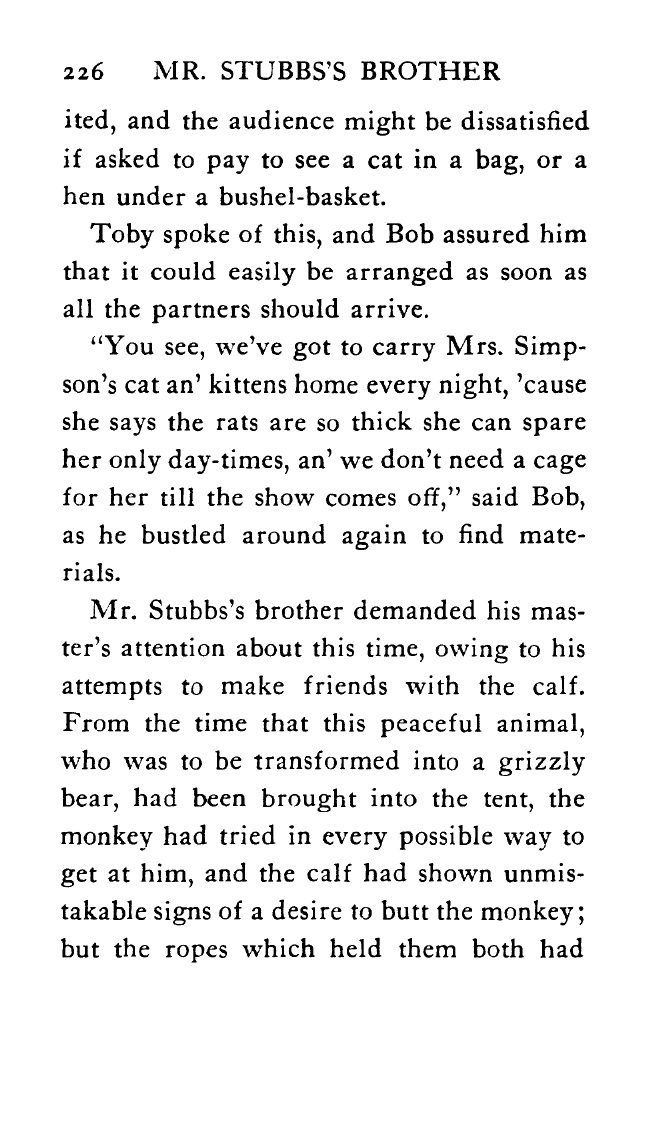 226 MR. STUBBS'S BROTHER
ited, and the audience might be dissatisfied
if asked to pay to see a cat in a bag, or a
hen under a bushel-basket.
Toby spoke of this, and Bob assured him
that it could easily be arranged as soon as
all the partners should arrive.
“You see, we've got to carry Mrs. Simp-
son's cat an' kittens home every night, 'cause
she says the rats are so thick she can spare
her only day-times, an' we don't need a cage
for her till the show comes off,” said Bob,
as he bustled around again to find mate-
rials.
Mr. Stubbs's brother demanded his mas-
ter's attention about this time, owing to his
attempts to make friends with the calf.
From the time that this peaceful animal,
who was to be transformed into a grizzly
bear, had been brought into the tent, the
monkey had tried in every possible way to
get at him, and the calf had shown unmis-
takable signs of a desire to butt the monkey;
but the ropes which held them both had